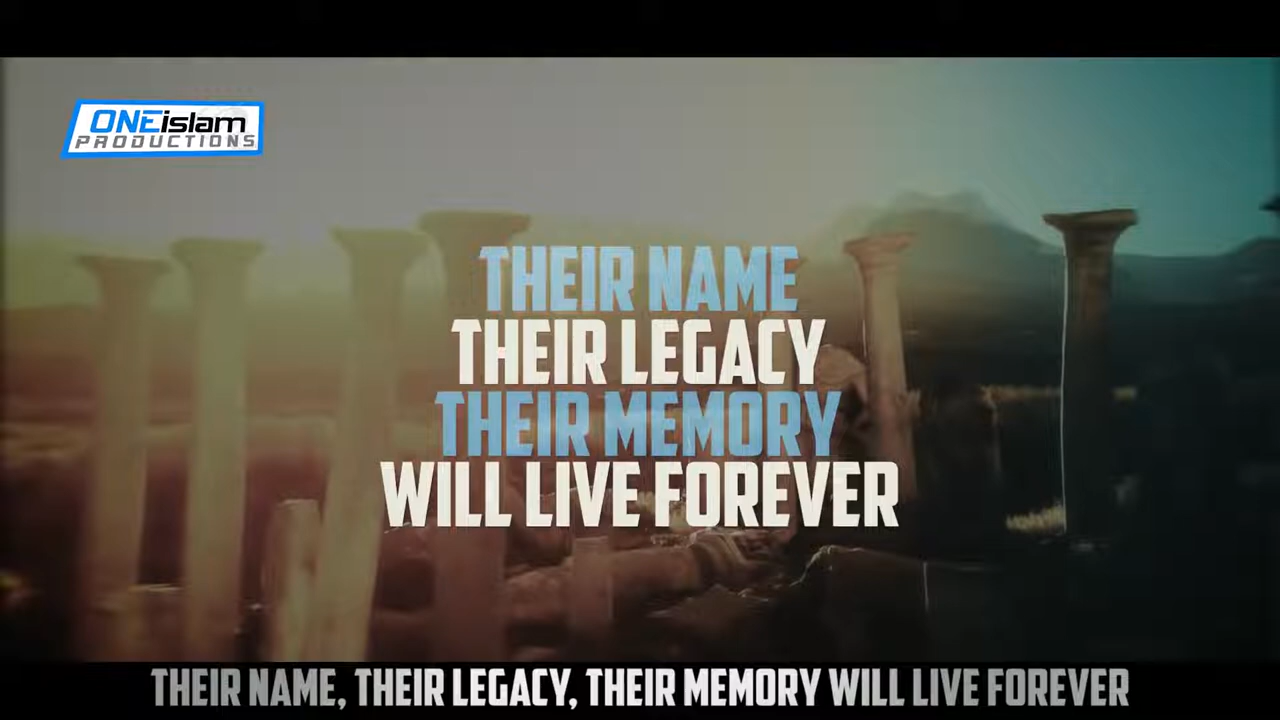 ONEislam
PRODUCTIONS
THEIR NAME
THEIR LEGACY
THEIR MEMORY
WILL LIVE FOREVER
THEIR NAME, THEIR LEGACY, THEIR MEMORY WILL LIVE FOREVER